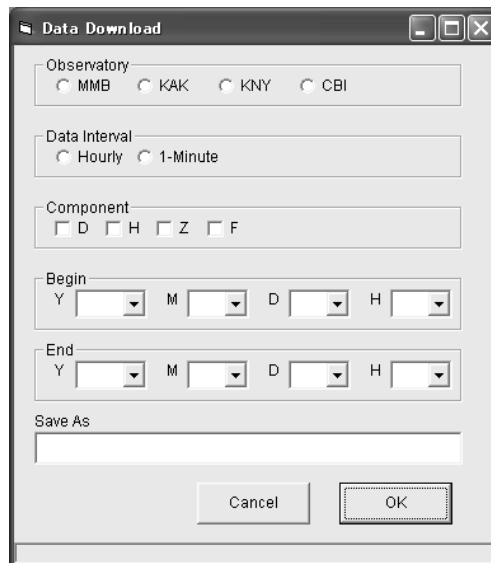 Data Download
Observatory
MMB KAK KNY CBI
Data Interval
Hourly 1-Minute
Component
D H Z F
Begin
Y M D H
End
Y M D H
Save As
Cancel OK